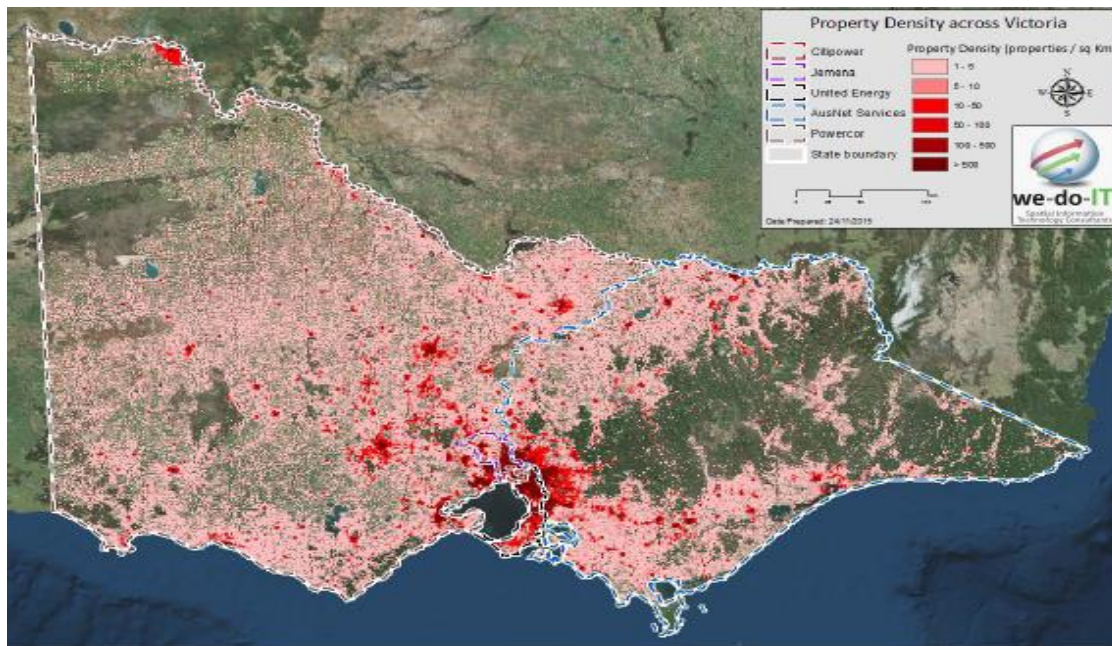 Property Density across Victoria
Citipower
Jemena
United Energy
AusNet Services
Powercor
State boundary
Property Density (properties / sq Km
1 - 5
5 - 10
10 - 50
50 - 100
100 - 500
> 500
N
W
E
S
Date Prepared: 24/11/2015
we-do-IT
Spatial Information
Technology Consultants